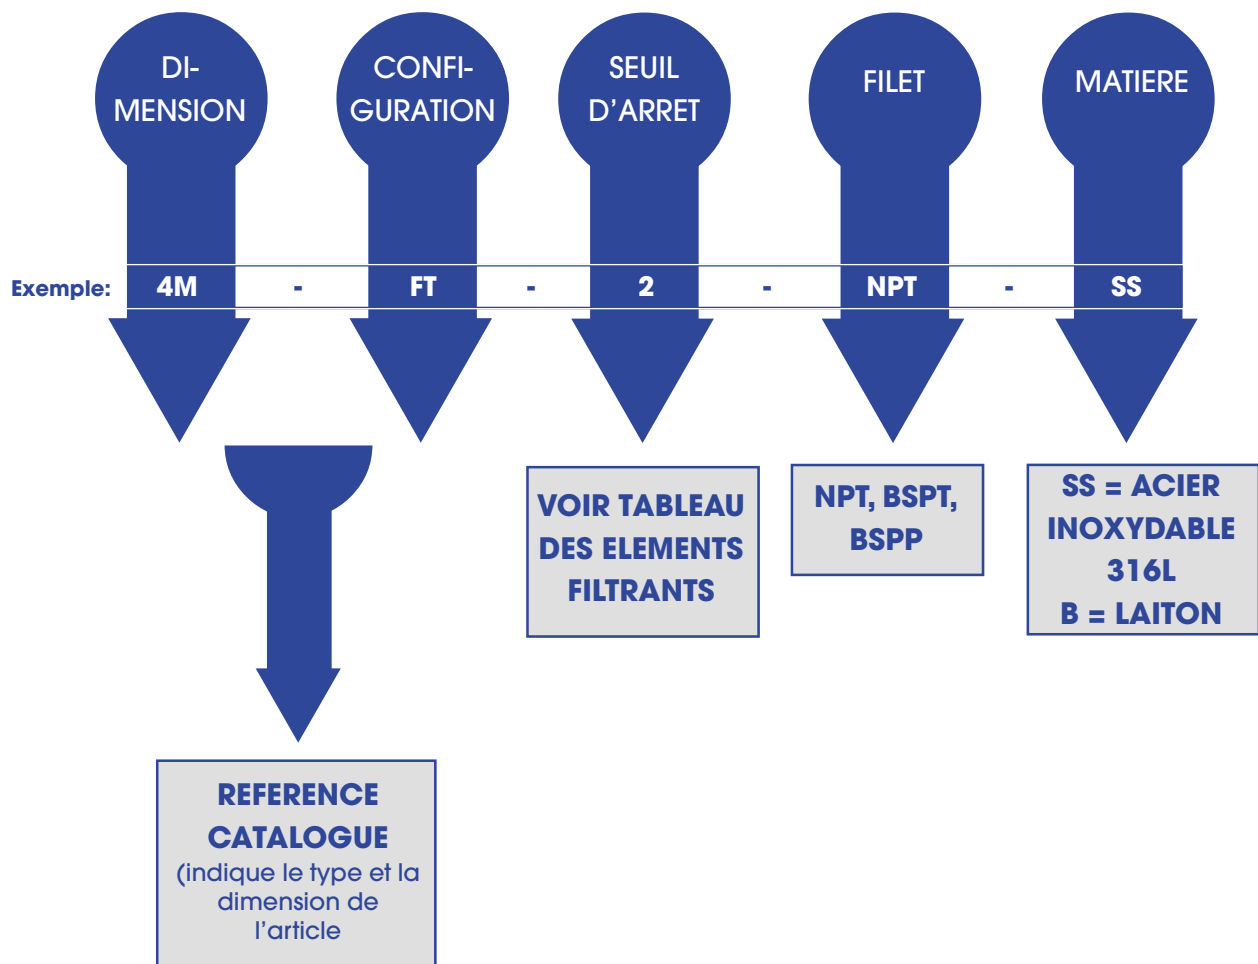 DI-
MENSION
CONFI-
GURATION
SEUIL
D'ARRET
FILET
MATIERE
Exemple: 4M - FT - 2 - NPT - SS
VOIR TABLEAU
DES ELEMENTS
FILTRANTS
NPT, BSPT,
BSPP
SS = ACIER
INOXYDABLE
316L
B = LAITON
REFERENCE
CATALOGUE
(indique le type et la
dimension de
l'article